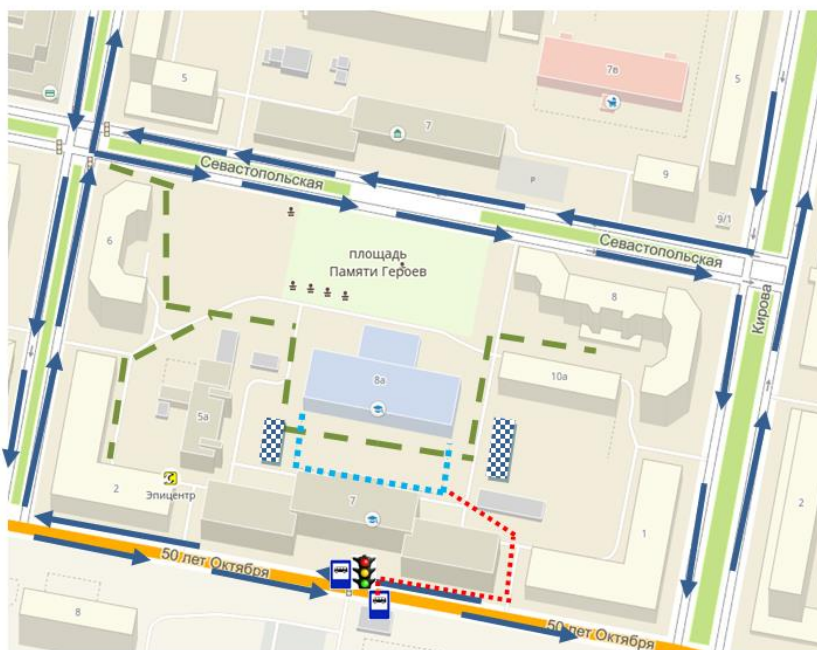 5
7в
5
7
Р
9
9/1
Севастопольская
6
площадь
Памяти Героев
Севастопольская
8
Кирова
8а
10а
5а
2
Эпицентр
7
1
2
50 лет Октября
8
50 лет Октября